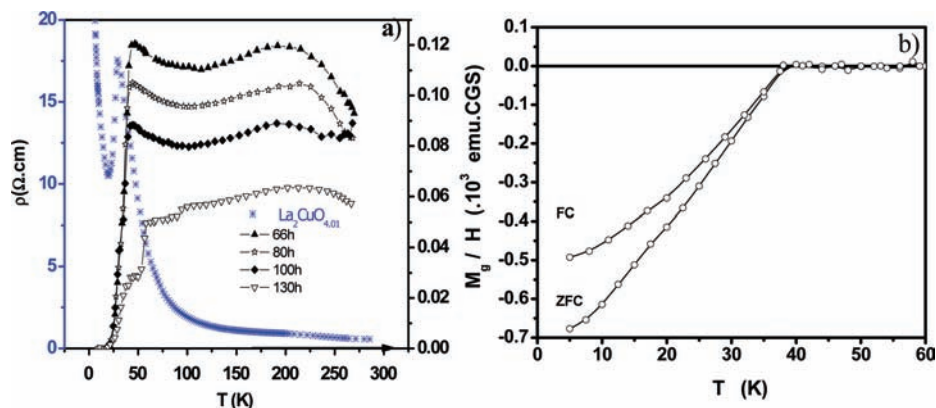 a)
20
15
10
5
0
ρ(Ω.cm)
0.12
0.10
0.08
0.06
0.04
0.02
0.00
La2CuO4.01
66h
80h
100h
130h
0 50 100 150 200 250 300
T (K)
b)
0.1
0.0
-0.1
-0.2
-0.3
-0.4
-0.5
-0.6
-0.7
Mg / H (.10³ emu.CGS)
FC
ZFC
0 10 20 30 40 50 60
T (K)